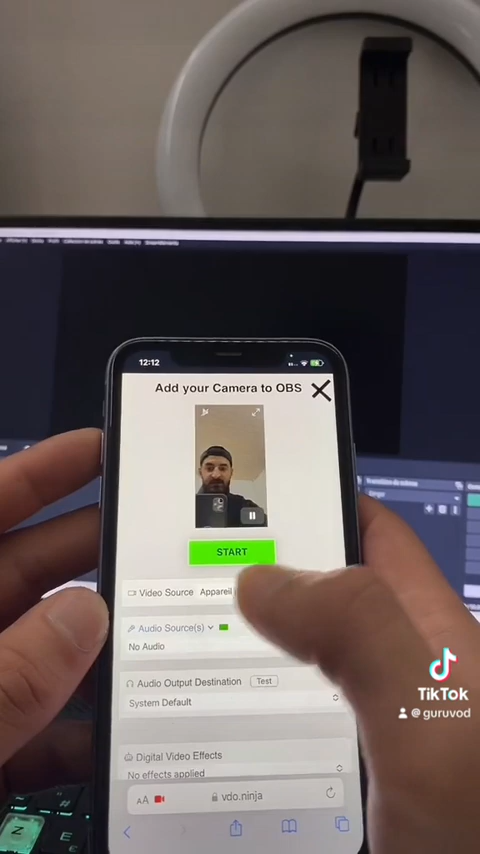 12:12
Add your Camera to OBS
START
Video Source Appareil
Audio Source(s)
No Audio
Audio Output Destination Test
System Default
Digital Video Effects
No effects applied
AA vdo.ninja
TikTok
@guruvod
Z
E